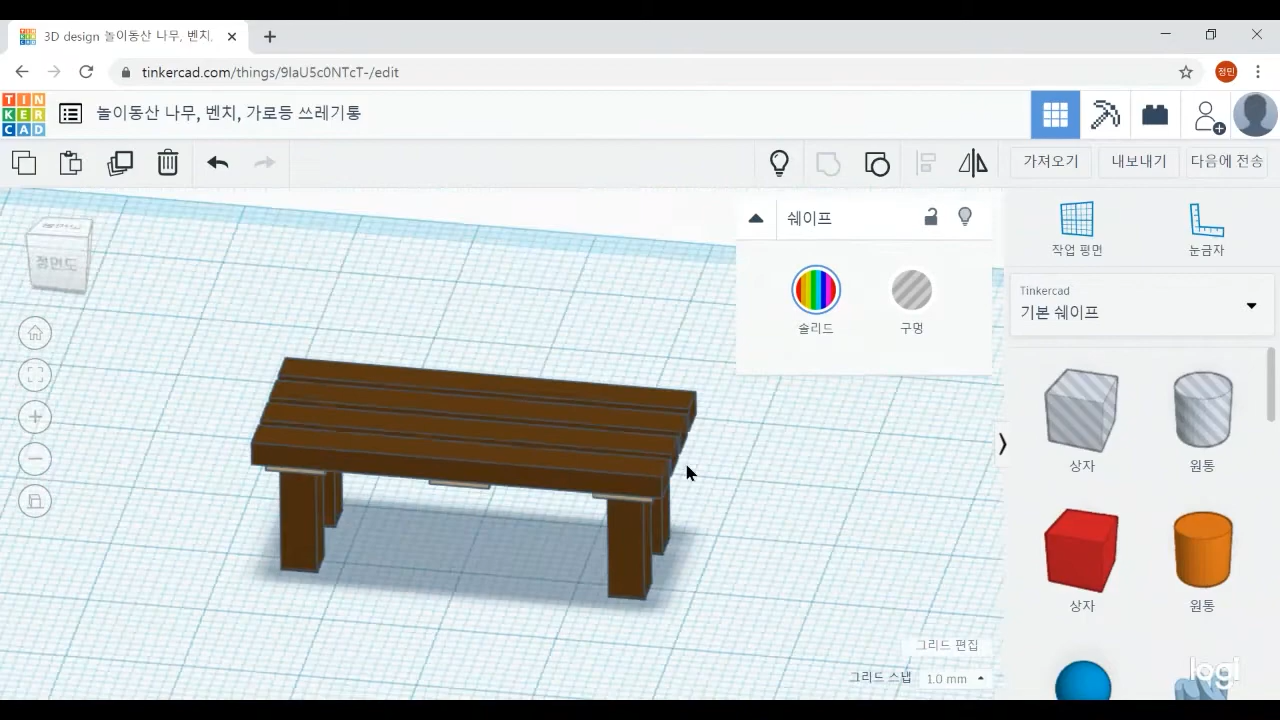 3D design 놀이동산 나무, 벤치,
tinkercad.com/things/9IaU5c0NTcT-/edit
정민
TIN
KER
CAD
놀이동산 나무, 벤치, 가로등 쓰레기통
가져오기
내보내기
다음에 전송
쉐이프
솔리드
구멍
정면도
작업 평면
눈금자
Tinkercad
기본 쉐이프
상자
원통
상자
원통
그리드 편집
그리드 스냅
1.0 mm
logi